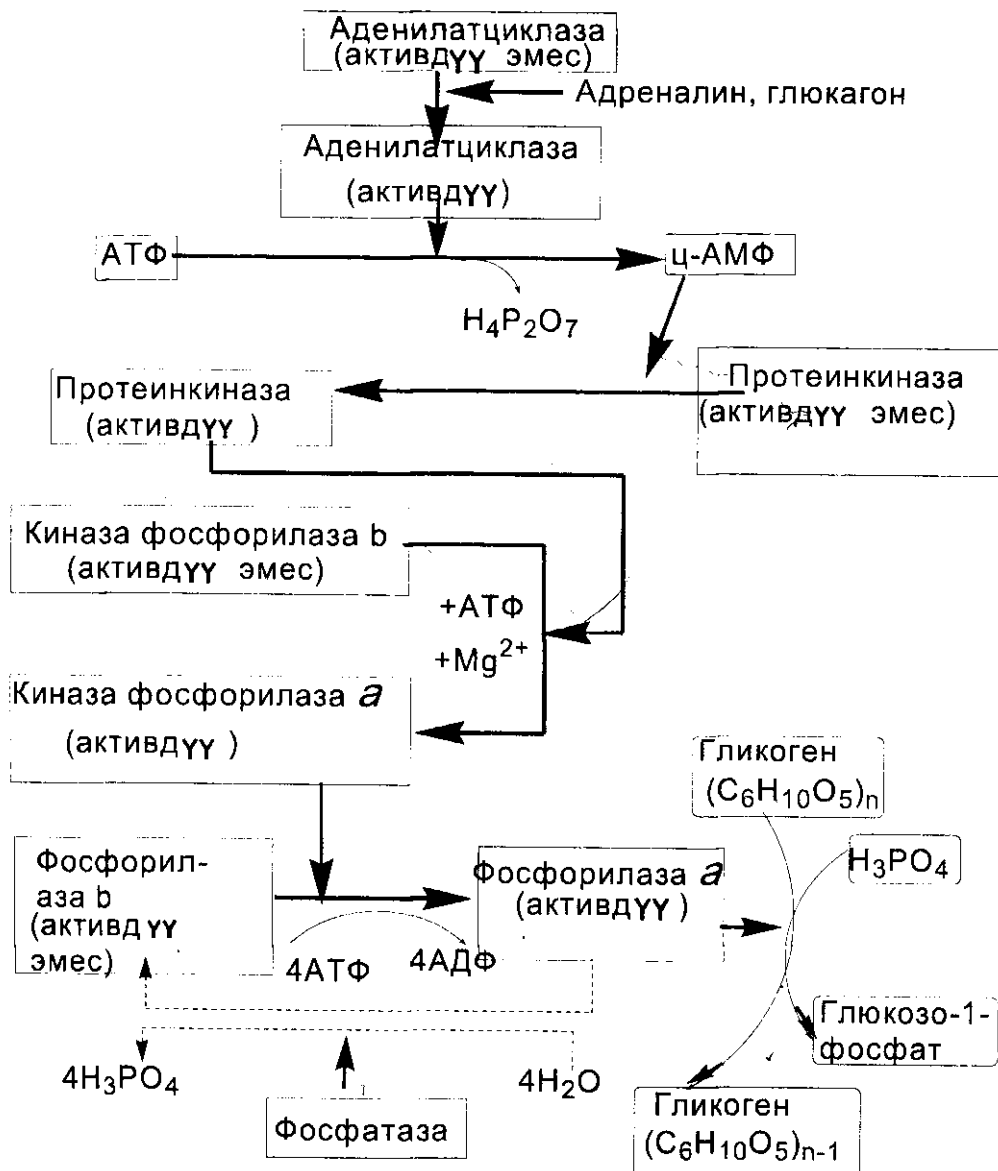 Аденилатциклаза
(активдүү эмес)
Адреналин, глюкагон
Аденилатциклаза
(активдүү)
АТФ
ц-АМФ
H₄P₂O₇
Протеинкиназа
(активдүү )
Протеинкиназа
(активдүү эмес)
Киназа фосфорилаза b
(активдүү эмес)
+АТФ
+Mg²⁺
Киназа фосфорилаза a
(активдүү )
Гликоген
(C₆H₁₀O₅)n
H₃PO₄
Фосфорил-
аза b
(активдүү
эмес)
4АТФ
4АДФ
Фосфорилаза a
(активдүү )
Глюкозо-1-
фосфат
4H₃PO₄
4H₂O
Фосфатаза
Гликоген
(C₆H₁₀O₅)n-1